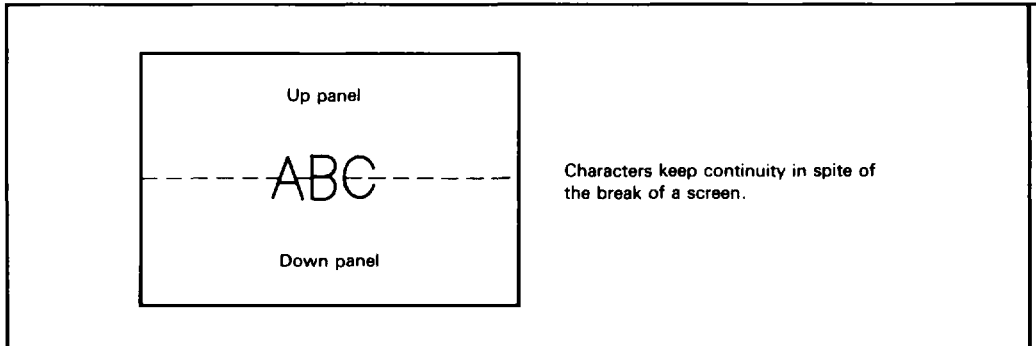 Up panel
ABC
Characters keep continuity in spite of
the break of a screen.
Down panel